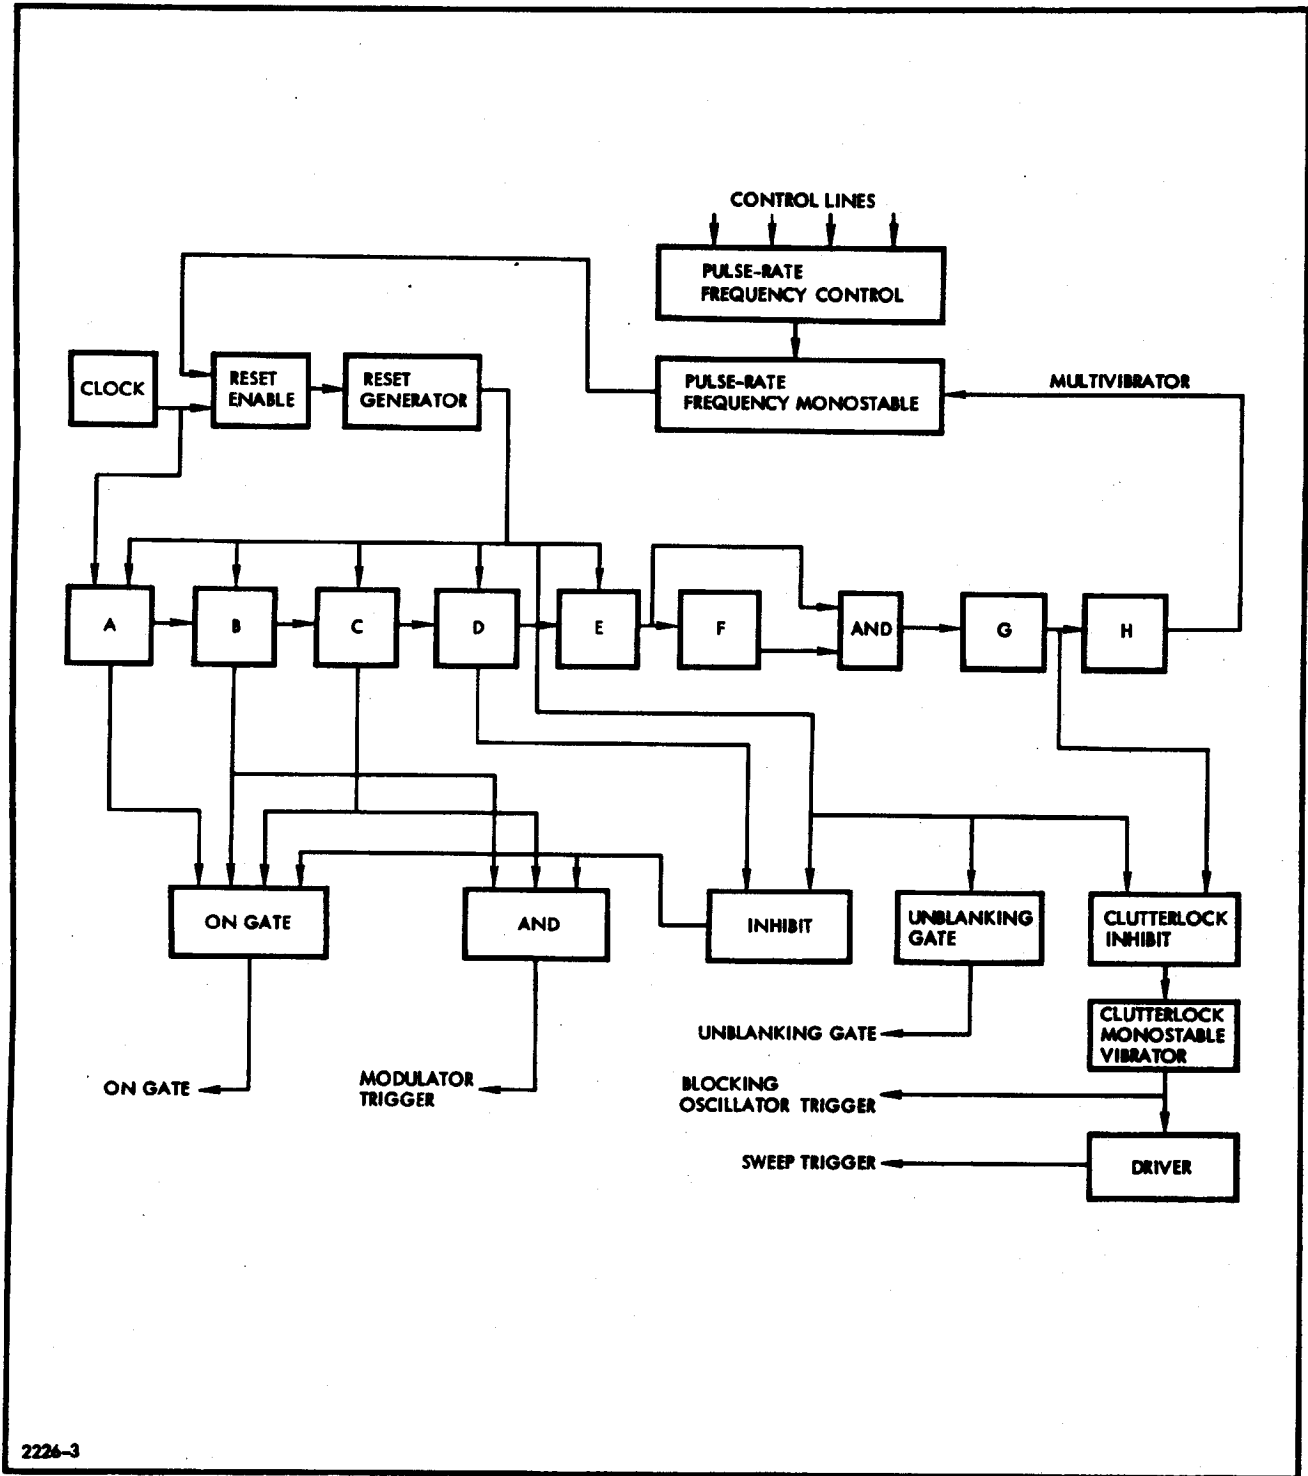 CONTROL LINES
PULSE-RATE
FREQUENCY CONTROL
CLOCK
RESET
ENABLE
RESET
GENERATOR
PULSE-RATE
FREQUENCY MONOSTABLE
MULTIVIBRATOR
A
B
C
D
E
F
AND
G
H
ON GATE
AND
INHIBIT
UNBLANKING
GATE
CLUTTERLOCK
INHIBIT
CLUTTERLOCK
MONOSTABLE
VIBRATOR
UNBLANKING GATE
ON GATE
MODULATOR
TRIGGER
BLOCKING
OSCILLATOR TRIGGER
SWEEP TRIGGER
DRIVER
2226-3